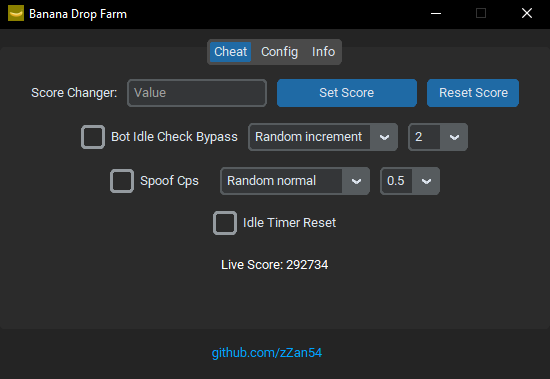 Banana Drop Farm
Cheat Config Info
Score Changer: Value Set Score Reset Score
Bot Idle Check Bypass Random increment 2
Spoof Cps Random normal 0.5
Idle Timer Reset
Live Score: 292734
github.com/zZan54